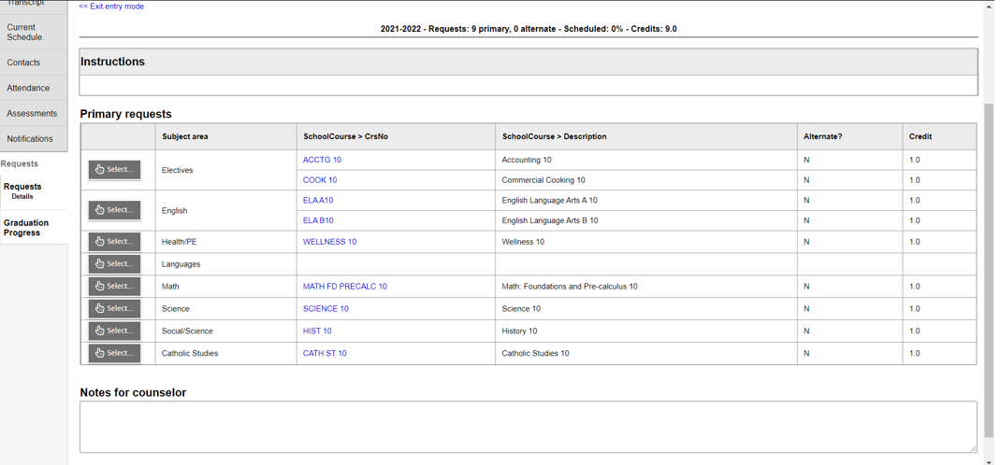 Transcript
<< Exit entry mode
Current
Schedule
2021-2022 - Requests: 9 primary, 0 alternate - Scheduled: 0% - Credits: 9.0
Contacts
Attendance
Assessments
Notifications
Requests
Requests
Details
Graduation
Progress
Instructions
Primary requests
Subject area SchoolCourse > CrsNo SchoolCourse > Description Alternate? Credit
Select... Electives ACCTG 10 Accounting 10 N 1.0
COOK 10 Commercial Cooking 10 N 1.0
Select... English ELA A10 English Language Arts A 10 N 1.0
ELA B10 English Language Arts B 10 N 1.0
Select... Health/PE WELLNESS 10 Wellness 10 N 1.0
Select... Languages
Select... Math MATH FD PRECALC 10 Math: Foundations and Pre-calculus 10 N 1.0
Select... Science SCIENCE 10 Science 10 N 1.0
Select... Social/Science HIST 10 History 10 N 1.0
Select... Catholic Studies CATH ST 10 Catholic Studies 10 N 1.0
Notes for counselor